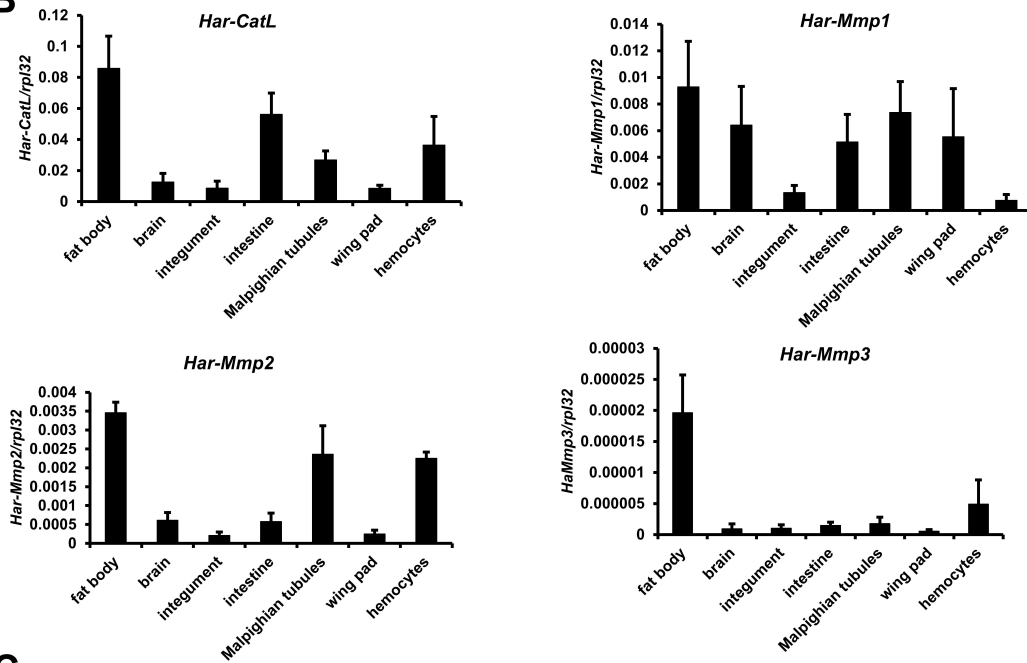 B
Har-CatL
0.12
0.1
0.08
0.06
0.04
0.02
0
Har-CatL/rpl32
fat body
brain
integument
intestine
Malpighian tubules
wing pad
hemocytes
Har-Mmp1
0.014
0.012
0.01
0.008
0.006
0.004
0.002
0
Har-Mmp1/rpl32
fat body
brain
integument
intestine
Malpighian tubules
wing pad
hemocytes
Har-Mmp2
0.004
0.0035
0.003
0.0025
0.002
0.0015
0.001
0.0005
0
Har-Mmp2/rpl32
fat body
brain
integument
intestine
Malpighian tubules
wing pad
hemocytes
Har-Mmp3
0.00003
0.000025
0.00002
0.000015
0.00001
0.000005
0
HaMmp3/rpl32
fat body
brain
integument
intestine
Malpighian tubules
wing pad
hemocytes